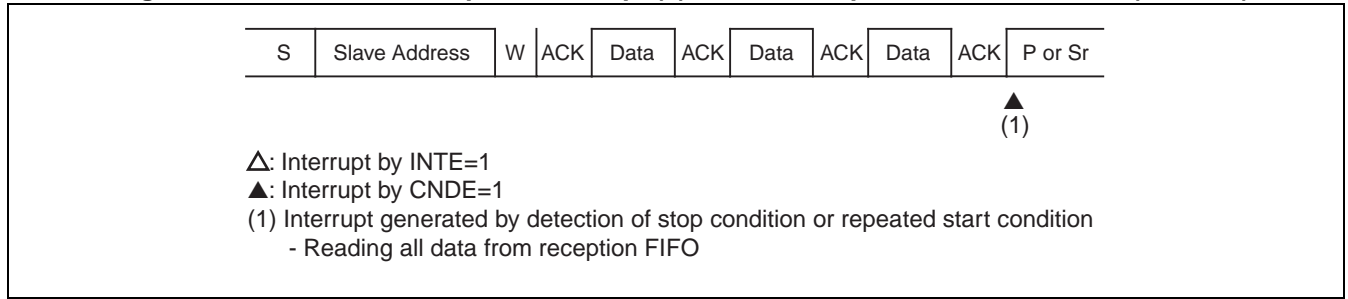 S Slave Address W ACK Data ACK Data ACK Data ACK P or Sr
▲
(1)
△: Interrupt by INTE=1
▲: Interrupt by CNDE=1
(1) Interrupt generated by detection of stop condition or repeated start condition
- Reading all data from reception FIFO